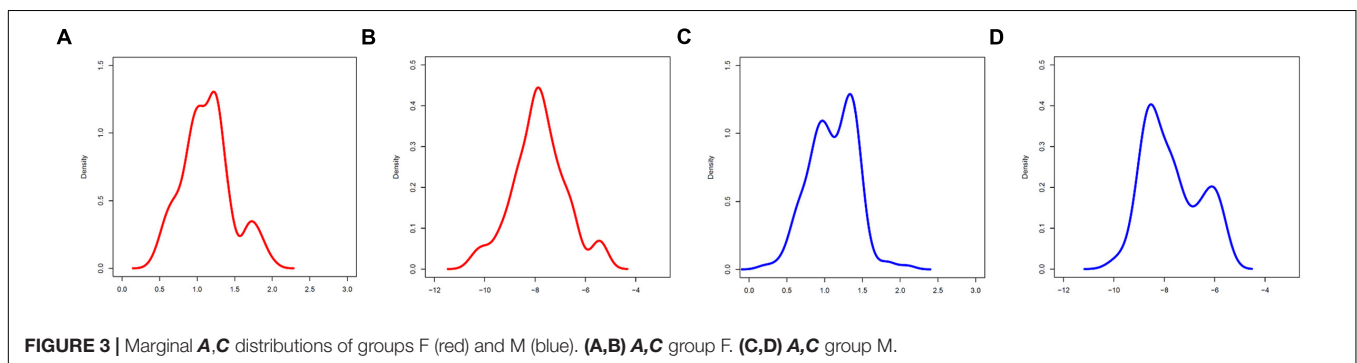 A B C D
1.5 0.5 1.5 0.5
0.4 0.4
1.0 1.0
Density 0.3 Density 0.3
Density Density
0.2 0.2
0.5 0.5
0.1 0.1
0.0 0.0 0.0 0.0
0.0 0.5 1.0 1.5 2.0 2.5 3.0 −12 −10 −8 −6 −4 0.0 0.5 1.0 1.5 2.0 2.5 3.0 −12 −10 −8 −6 −4
FIGURE 3 | Marginal A,C distributions of groups F (red) and M (blue). (A,B) A,C group F. (C,D) A,C group M.